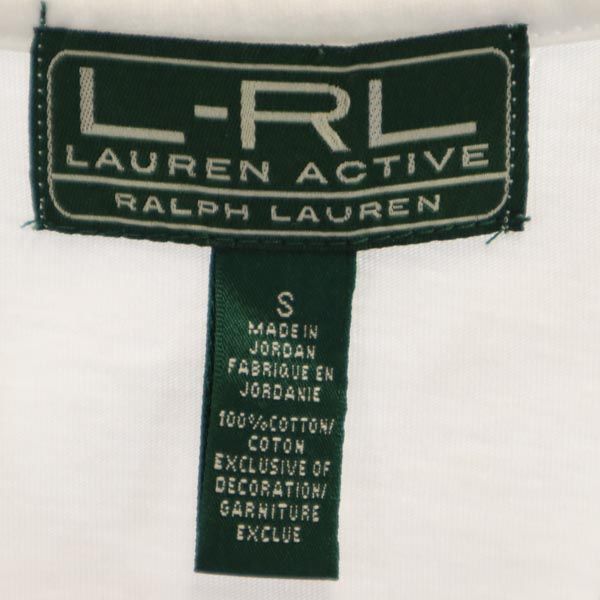 L-RL
LAUREN ACTIVE
RALPH LAUREN
S
MADE IN
JORDAN
FABRIQUE EN
JORDANIE
100%COTTON/
COTON
EXCLUSIVE OF
DECORATION/
GARNITURE
EXCLUE